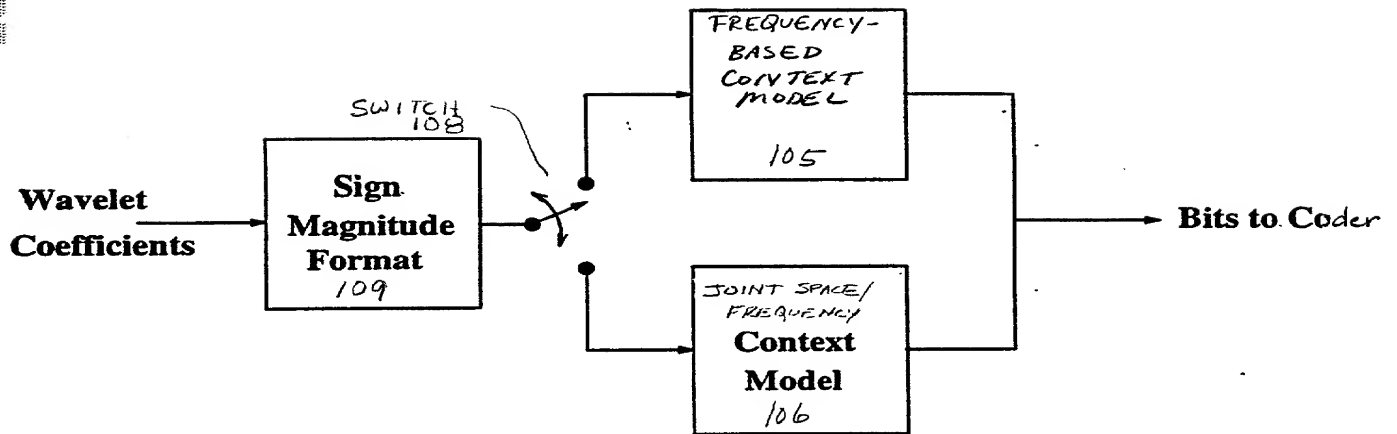 Wavelet
Coefficients
Sign
Magnitude
Format
109
SWITCH
108
FREQUENCY-
BASED
CONTEXT
MODEL
105
JOINT SPACE/
FREQUENCY
Context
Model
106
Bits to Coder